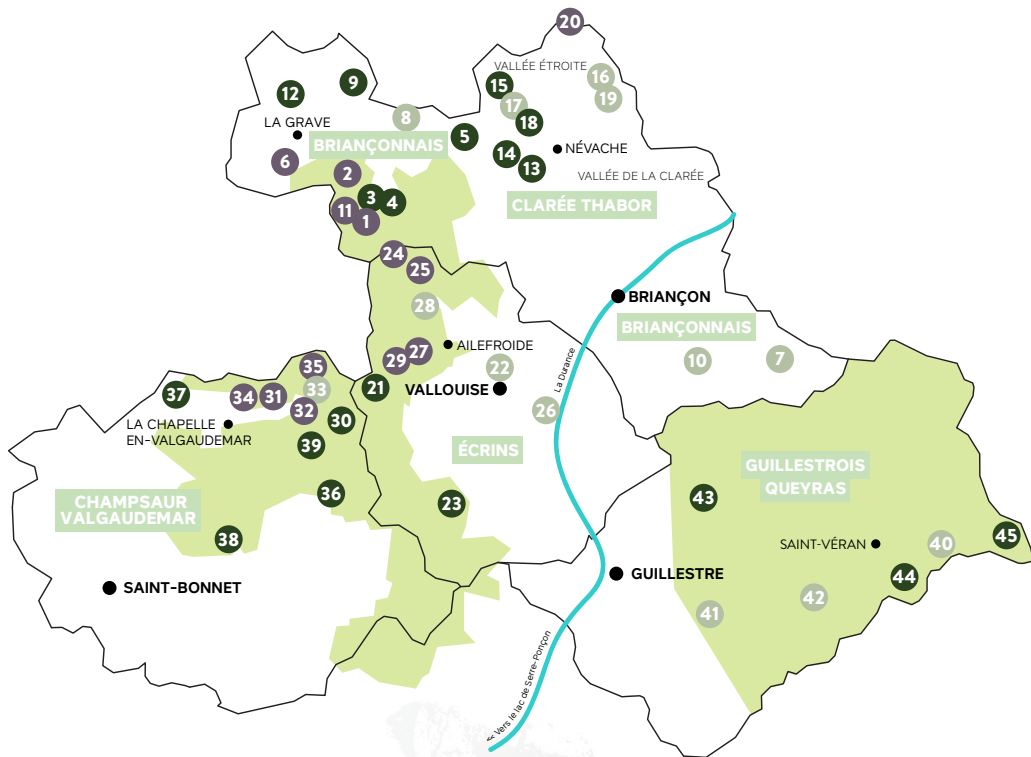 20
VALLÉE ÉTROITE
16
9
15
12
19
17
8
18
LA GRAVE
5
BRIANÇONNAIS
NÉVACHE
14
6
13
2
VALLÉE DE LA CLARÉE
3
4
CLARÉE THABOR
11
1
24
25
BRIANÇON
28
BRIANÇONNAIS
AILEFROIDE
27
29
10
7
35
22
La Durance
21
VALLOUISE
33
37
34
31
32
26
30
LA CHAPELLE
EN-VALGAUDEMAR
39
ÉCRINS
GUILLESTROIS
QUEYRAS
36
43
CHAMPSAUR
VALGAUDEMAR
23
38
45
SAINT-VÉRAN
40
GUILLESTRE
44
SAINT-BONNET
42
41
<< Vers le lac de Serre-Ponçon